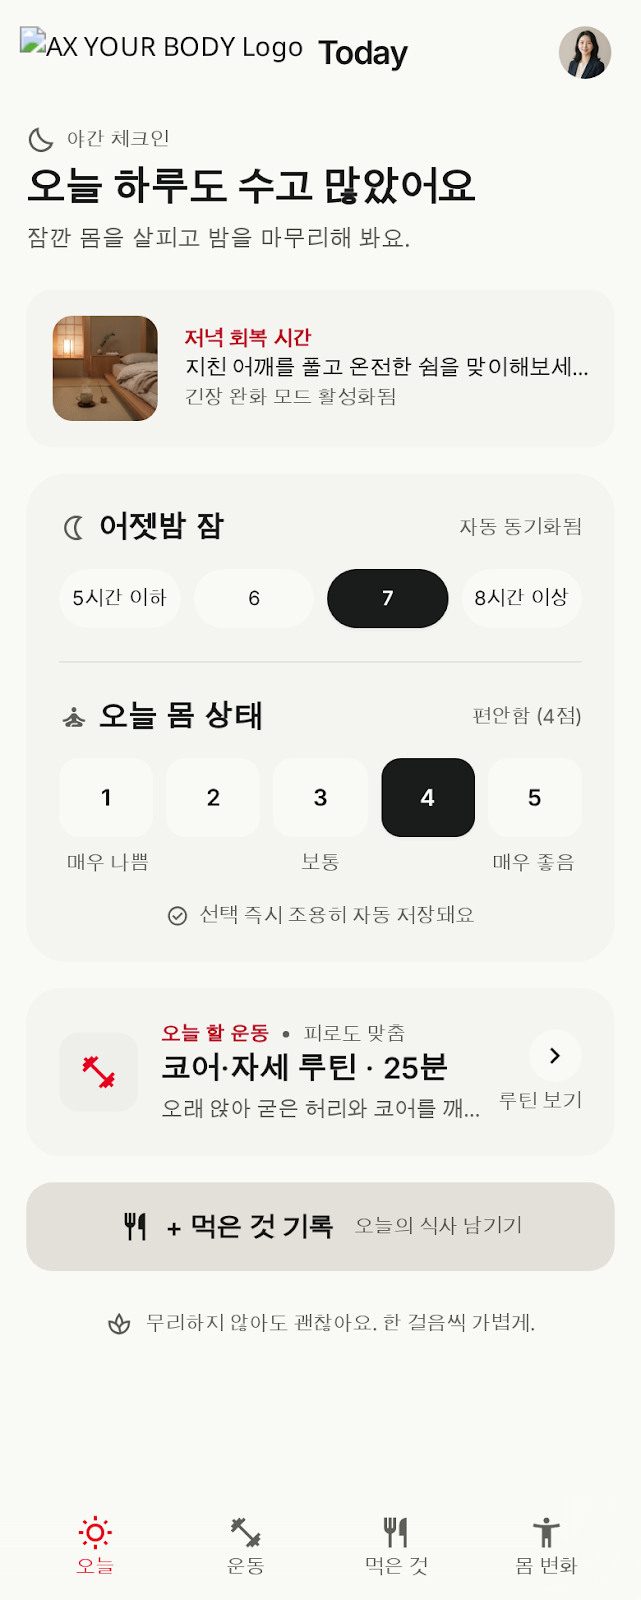 AX YOUR BODY Logo Today
야간 체크인
오늘 하루도 수고 많았어요
잠깐 몸을 살피고 밤을 마무리해 봐요.
저녁 회복 시간
지친 어깨를 풀고 온전한 쉼을 맞이해보세...
긴장 완화 모드 활성화됨
어젯밤 잠 자동 동기화됨
5시간 이하 6 7 8시간 이상
오늘 몸 상태 편안함 (4점)
1 2 3 4 5
매우 나쁨 보통 매우 좋음
선택 즉시 조용히 자동 저장돼요
오늘 할 운동 • 피로도 맞춤
코어·자세 루틴 · 25분
오래 앉아 굳은 허리와 코어를 깨...
루틴 보기
+ 먹은 것 기록 오늘의 식사 남기기
무리하지 않아도 괜찮아요. 한 걸음씩 가볍게.
오늘 운동 먹은 것 몸 변화